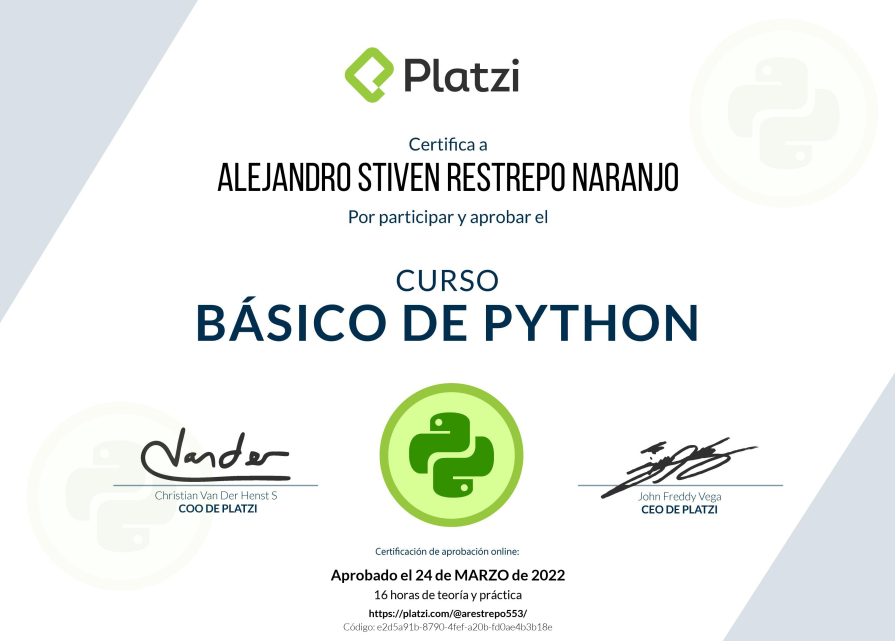 Platzi
Certifica a
ALEJANDRO STIVEN RESTREPO NARANJO
Por participar y aprobar el
CURSO
BÁSICO DE PYTHON
Vander
Christian Van Der Henst S
COO DE PLATZI
John Freddy Vega
CEO DE PLATZI
Certificación de aprobación online:
Aprobado el 24 de MARZO de 2022
16 horas de teoría y práctica
https://platzi.com/@arestrepo553/
Código: e2d5a91b-8790-4fef-a20b-fd0ae4b3b18e